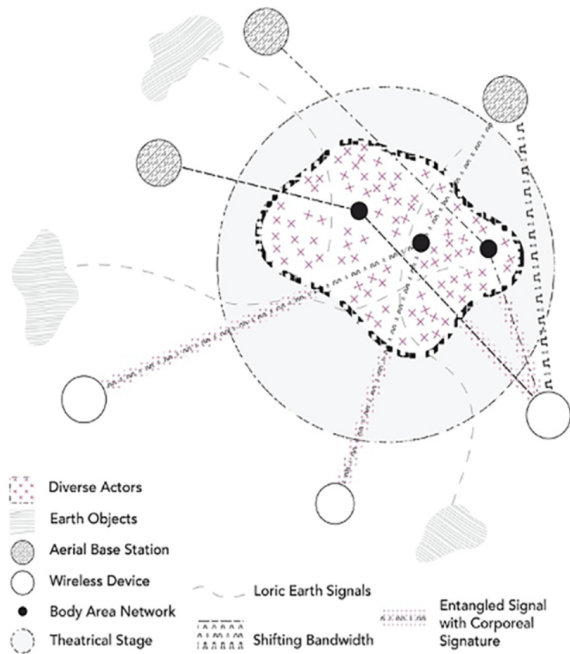 Diverse Actors
Earth Objects
Aerial Base Station
Wireless Device
Body Area Network
Theatrical Stage
Loric Earth Signals
Shifting Bandwidth
Entangled Signal
with Corporeal
Signature